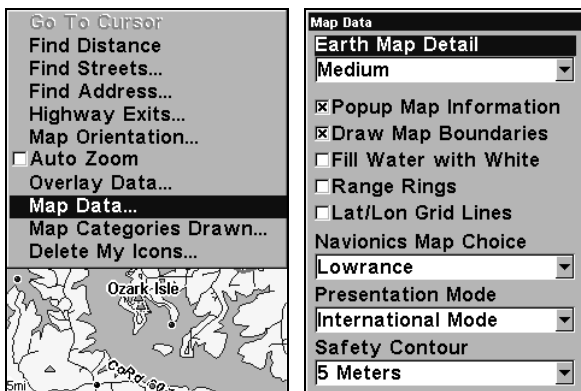 Go To Cursor
Find Distance
Find Streets...
Find Address...
Highway Exits...
Map Orientation...
Auto Zoom
Overlay Data...
Map Data...
Map Categories Drawn...
Delete My Icons...
Ozark Isle
CoRd 60
5mi
Map Data
Earth Map Detail
Medium
Popup Map Information
Draw Map Boundaries
Fill Water with White
Range Rings
Lat/Lon Grid Lines
Navionics Map Choice
Lowrance
Presentation Mode
International Mode
Safety Contour
5 Meters